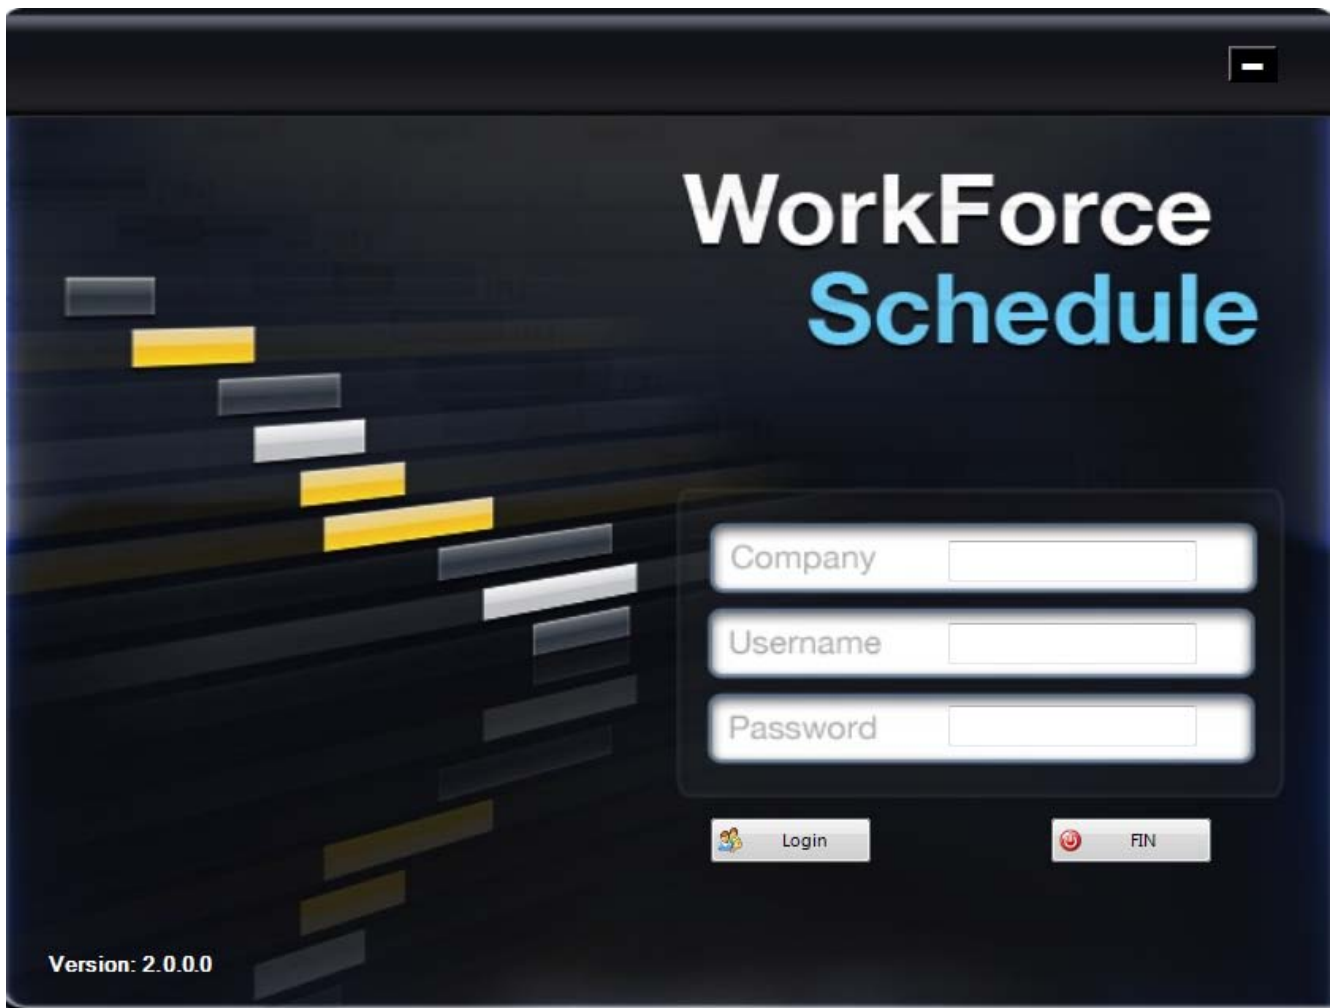 WorkForce
Schedule
Company
Username
Password
Login
FIN
Version: 2.0.0.0